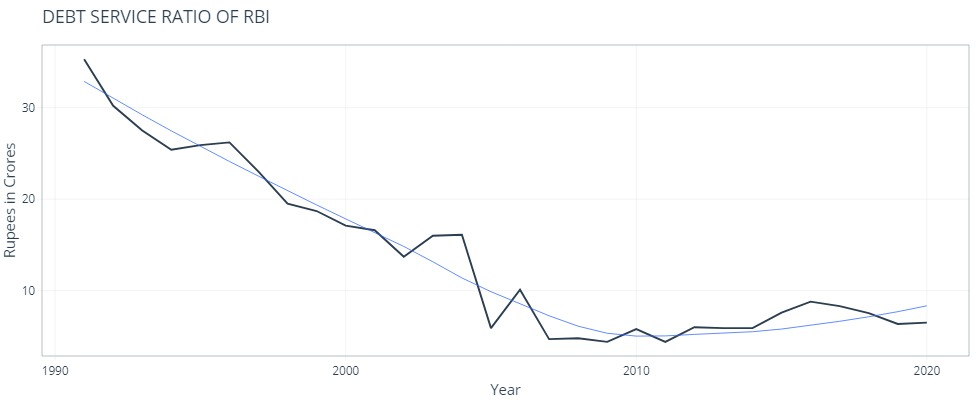 DEBT SERVICE RATIO OF RBI
Rupees in Crores
30
20
10
1990
2000
2010
2020
Year